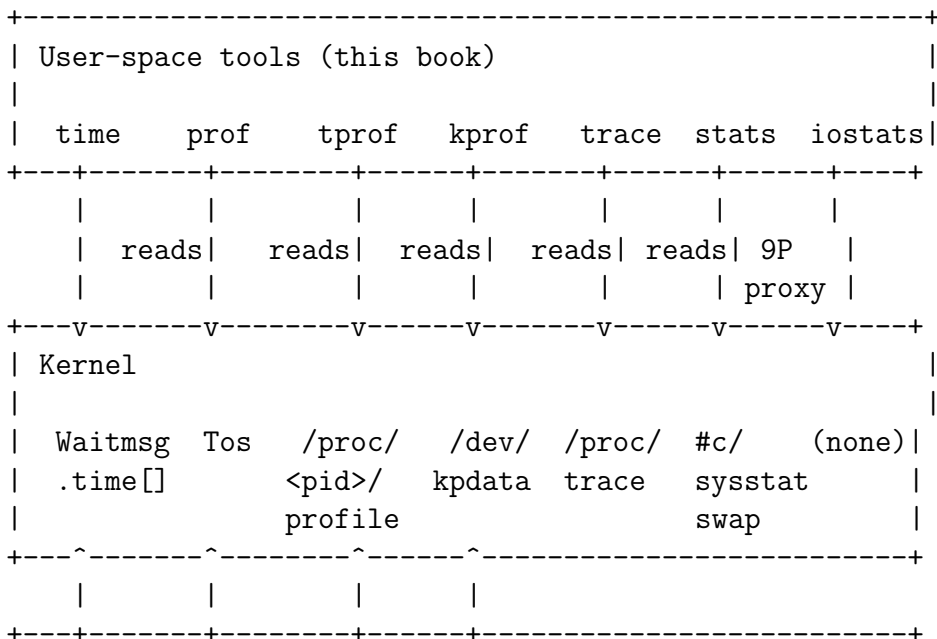 +--------------------------------------------------------+
| User-space tools (this book)                           |
|                                                        |
|  time    prof    tprof   kprof   trace  stats  iostats|
+---+-------+--------+------+-------+------+------+----+
    |       |        |      |       |      |      |
    |  reads|   reads|  reads|  reads| reads| 9P   |
    |       |        |      |       |      | proxy |
+---v-------v--------v------v-------v------v------v----+
| Kernel                                                 |
|                                                        |
|  Waitmsg  Tos   /proc/   /dev/  /proc/  #c/    (none)|
|  .time[]       <pid>/   kpdata  trace   sysstat      |
|                profile                  swap         |
+---^-------^--------^------^--------------------------+
    |       |        |      |
+---+-------+--------+------+--------------------------+